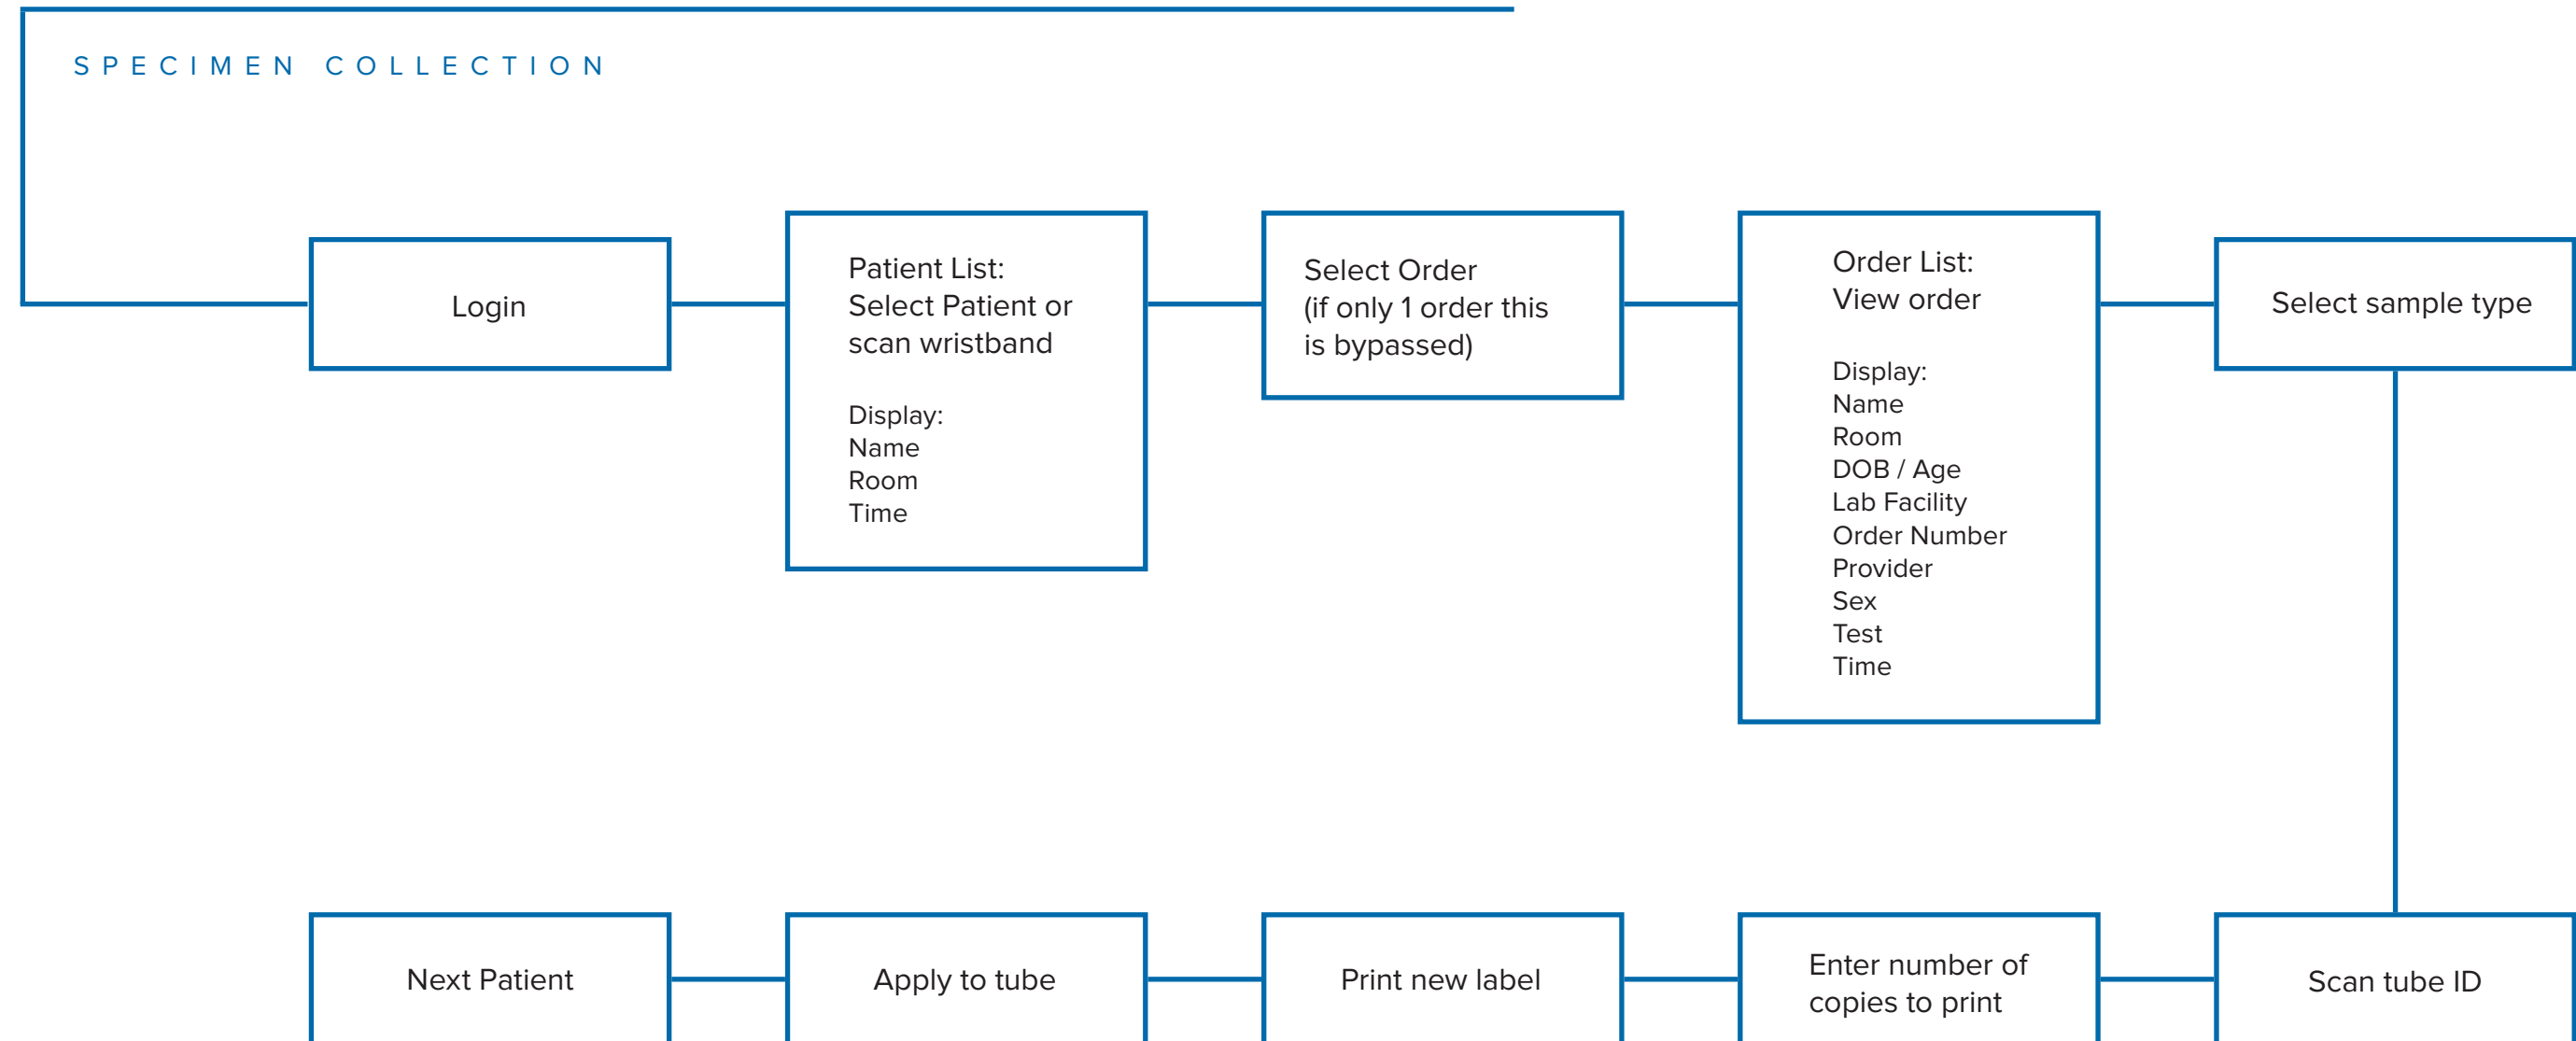 SPECIMEN COLLECTION
Login
Patient List:
Select Patient or
scan wristband
Display:
Name
Room
Time
Select Order
(if only 1 order this
is bypassed)
Order List:
View order
Display:
Name
Room
DOB / Age
Lab Facility
Order Number
Provider
Sex
Test
Time
Select sample type
Scan tube ID
Enter number of
copies to print
Print new label
Apply to tube
Next Patient